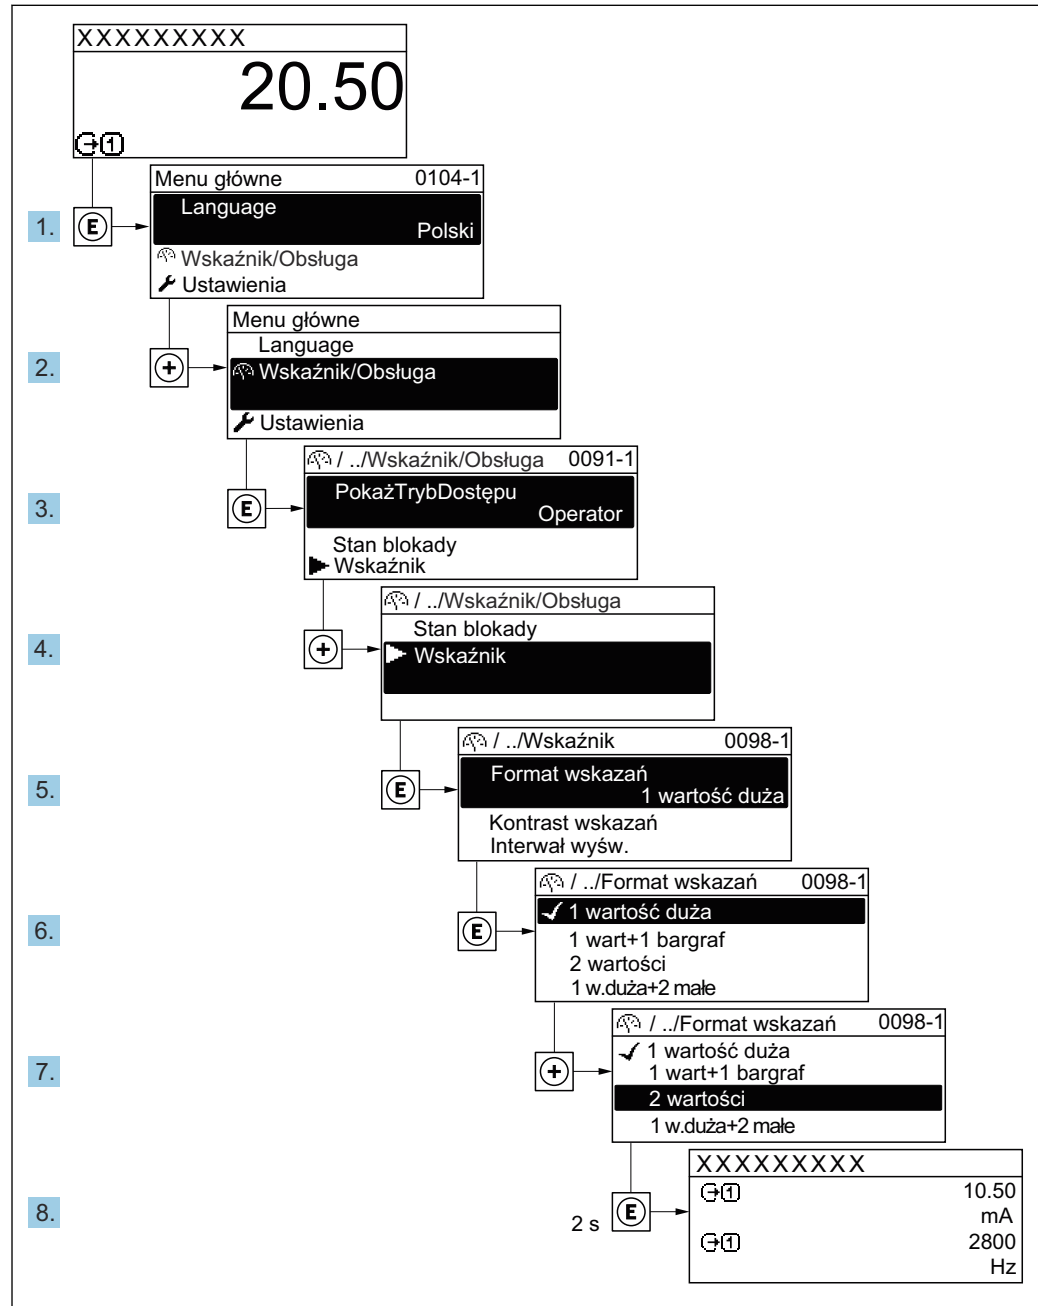 XXXXXXXXX
20.50
1
Menu główne 0104-1
Language
Polski
1. E
Wskaźnik/Obsługa
Ustawienia
Menu główne
Language
2. +
Wskaźnik/Obsługa
Ustawienia
/ ../Wskaźnik/Obsługa 0091-1
PokażTrybDostępu
3. E
Operator
Stan blokady
Wskaźnik
/ ../Wskaźnik/Obsługa
Stan blokady
4. +
Wskaźnik
/ ../Wskaźnik 0098-1
Format wskazań
5. E
1 wartość duża
Kontrast wskazań
Interwał wyśw.
/ ../Format wskazań 0098-1
1 wartość duża
6. E
1 wart+1 bargraf
2 wartości
1 w.duża+2 małe
/ ../Format wskazań 0098-1
1 wartość duża
7. +
1 wart+1 bargraf
2 wartości
1 w.duża+2 małe
XXXXXXXXX
1 10.50
mA
8. 2 s E
1 2800
Hz